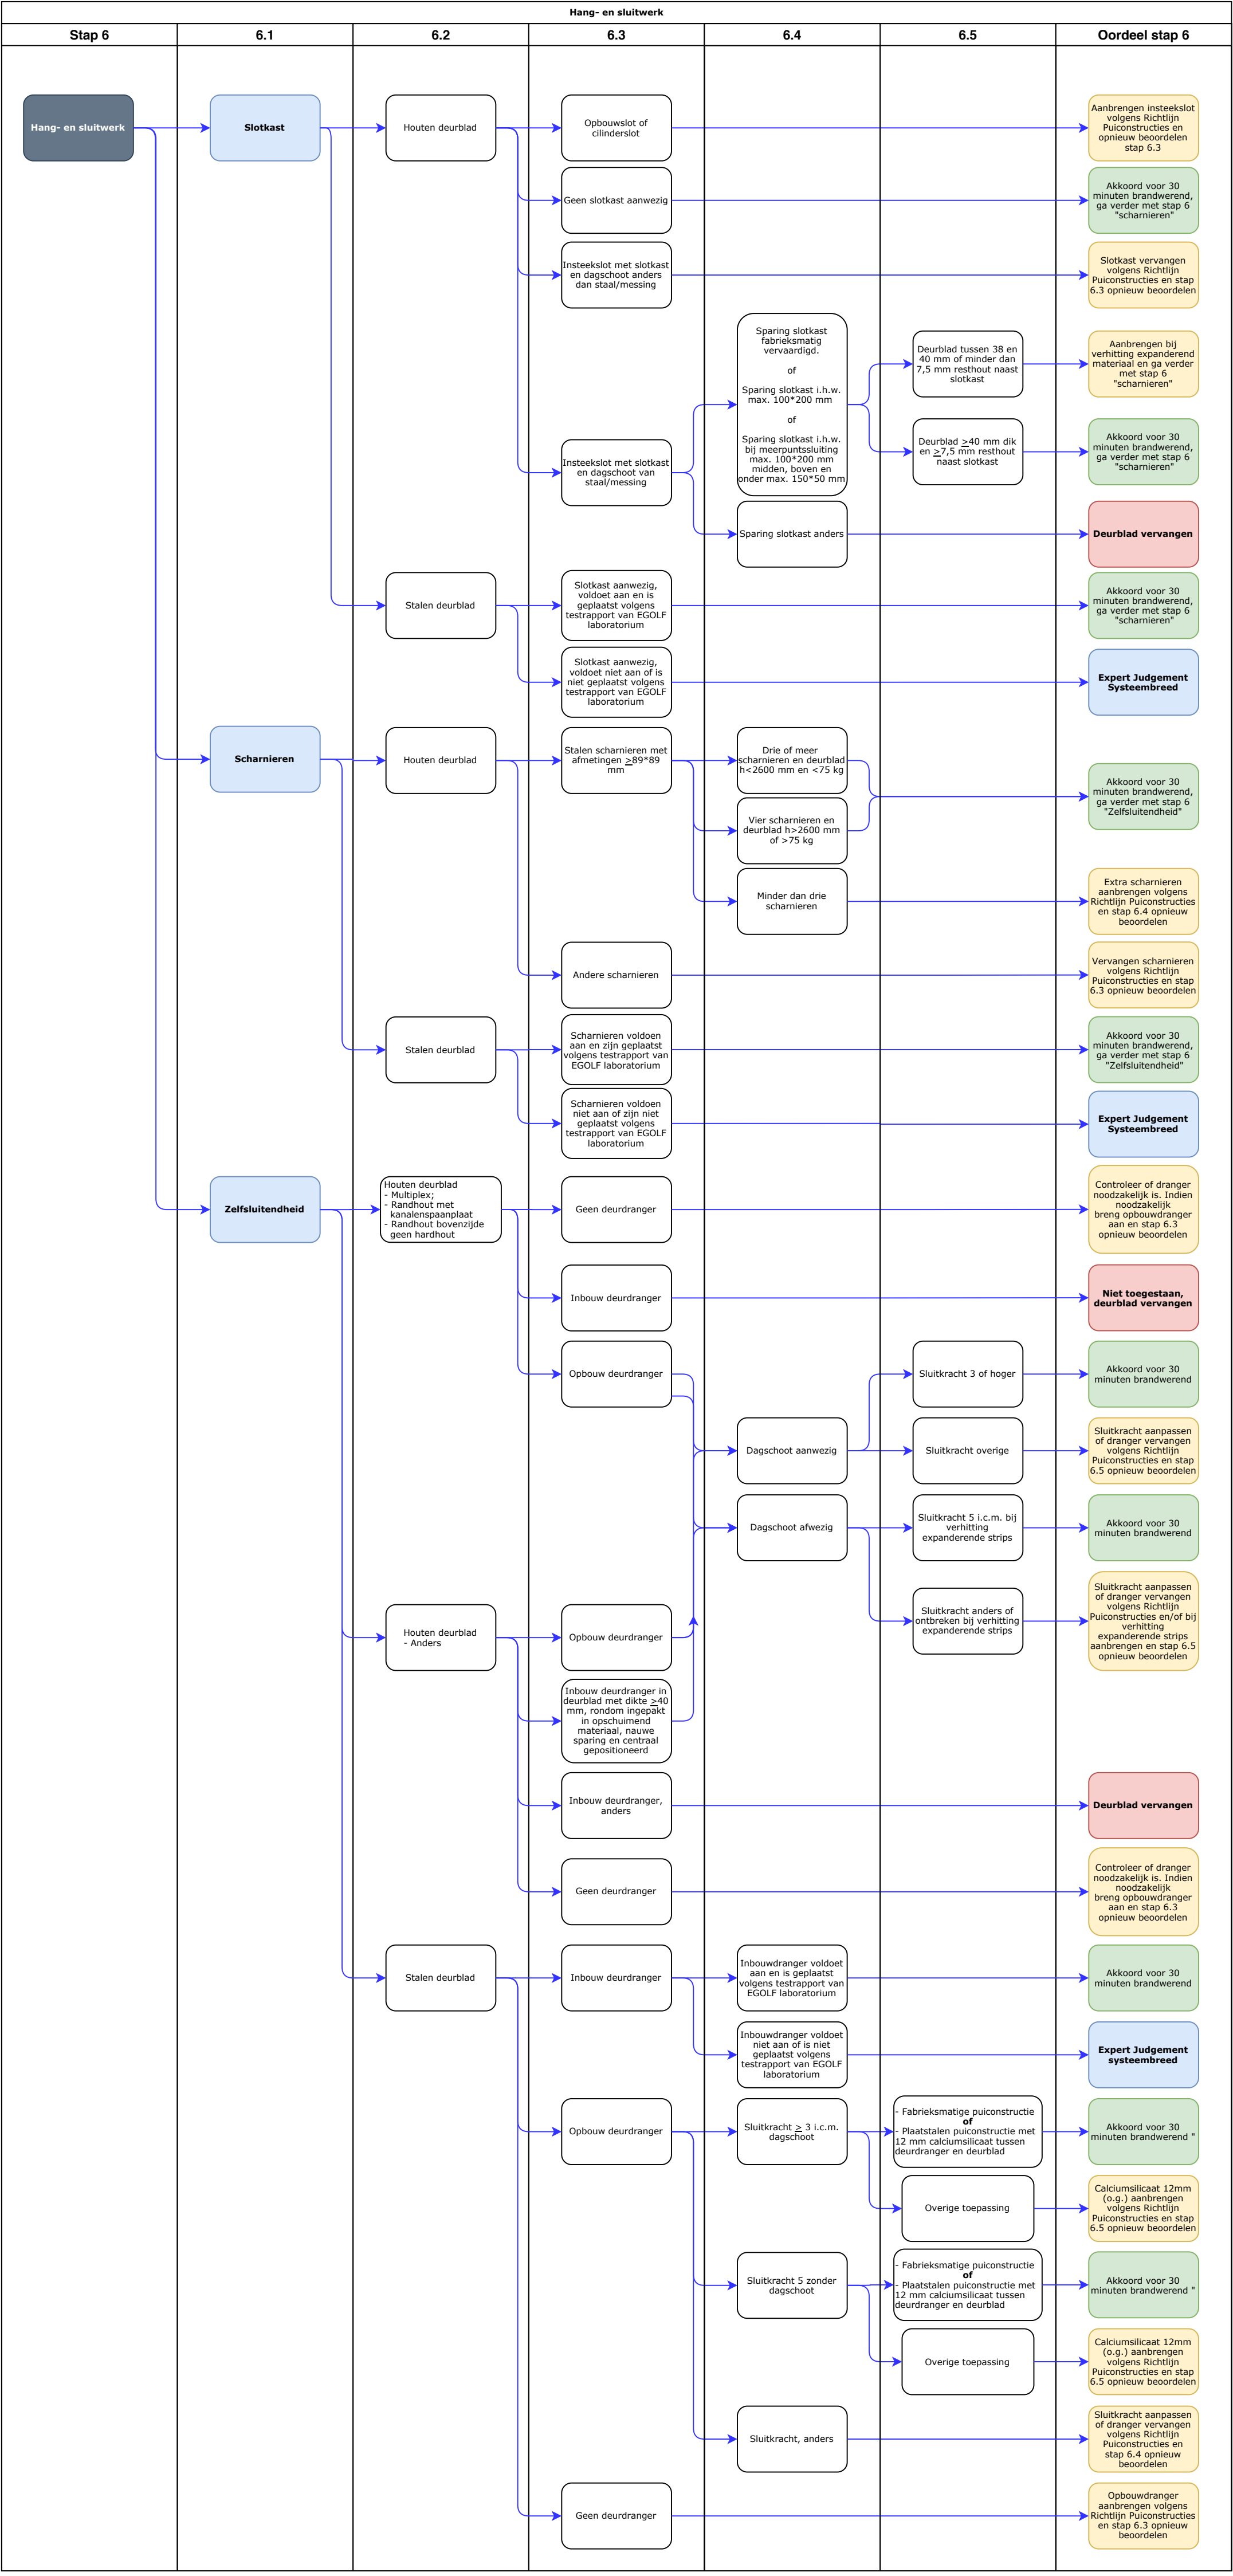 Hang- en sluitwerk
Stap 6
6.1
6.2
6.3
6.4
6.5
Oordeel stap 6
Hang- en sluitwerk
Slotkast
Houten deurblad
Opbouwslot of
cilinderslot
Aanbrengen insteekslot
volgens Richtlijn
Puiconstructies en
opnieuw beoordelen
stap 6.3
Geen slotkast aanwezig
Akkoord voor 30
minuten brandwerend,
ga verder met stap 6
"scharnieren"
Insteekslot met slotkast
en dagschoot anders
dan staal/messing
Slotkast vervangen
volgens Richtlijn
Puiconstructies en stap
6.3 opnieuw beoordelen
Insteekslot met slotkast
en dagschoot van
staal/messing
Sparing slotkast
fabrieksmatig
vervaardigd.
of
Sparing slotkast i.h.w.
max. 100*200 mm
of
Sparing slotkast i.h.w.
bij meerpuntssluiting
max. 100*200 mm
midden, boven en
onder max. 150*50 mm
Deurblad tussen 38 en
40 mm of minder dan
7,5 mm resthout naast
slotkast
Aanbrengen bij
verhitting expanderend
materiaal en ga verder
met stap 6
"scharnieren"
Deurblad >40 mm dik
en >7,5 mm resthout
naast slotkast
Akkoord voor 30
minuten brandwerend,
ga verder met stap 6
"scharnieren"
Sparing slotkast anders
Deurblad vervangen
Stalen deurblad
Slotkast aanwezig,
voldoet aan en is
geplaatst volgens
testrapport van EGOLF
laboratorium
Akkoord voor 30
minuten brandwerend,
ga verder met stap 6
"scharnieren"
Slotkast aanwezig,
voldoet niet aan of is
niet geplaatst volgens
testrapport van EGOLF
laboratorium
Expert Judgement
Systeembreed
Scharnieren
Houten deurblad
Stalen scharnieren met
afmetingen >89*89
mm
Drie of meer
scharnieren en deurblad
h<2600 mm en <75 kg
Akkoord voor 30
minuten brandwerend,
ga verder met stap 6
"Zelfsluitendheid"
Vier scharnieren en
deurblad h>2600 mm
of >75 kg
Minder dan drie
scharnieren
Extra scharnieren
aanbrengen volgens
Richtlijn Puiconstructies
en stap 6.4 opnieuw
beoordelen
Andere scharnieren
Vervangen scharnieren
volgens Richtlijn
Puiconstructies en stap
6.3 opnieuw beoordelen
Stalen deurblad
Scharnieren voldoen
aan en zijn geplaatst
volgens testrapport van
EGOLF laboratorium
Akkoord voor 30
minuten brandwerend,
ga verder met stap 6
"Zelfsluitendheid"
Scharnieren voldoen
niet aan of zijn niet
geplaatst volgens
testrapport van EGOLF
laboratorium
Expert Judgement
Systeembreed
Zelfsluitendheid
Houten deurblad
- Multiplex;
- Randhout met
kanalenspaanplaat
- Randhout bovenzijde
geen hardhout
Geen deurdranger
Controleer of dranger
noodzakelijk is. Indien
noodzakelijk
breng opbouwdranger
aan en stap 6.3
opnieuw beoordelen
Inbouw deurdranger
Niet toegestaan,
deurblad vervangen
Opbouw deurdranger
Sluitkracht 3 of hoger
Akkoord voor 30
minuten brandwerend
Dagschoot aanwezig
Sluitkracht overige
Sluitkracht aanpassen
of dranger vervangen
volgens Richtlijn
Puiconstructies en stap
6.5 opnieuw beoordelen
Dagschoot afwezig
Sluitkracht 5 i.c.m. bij
verhitting
expanderende strips
Akkoord voor 30
minuten brandwerend
Sluitkracht anders of
ontbreken bij verhitting
expanderende strips
Sluitkracht aanpassen
of dranger vervangen
volgens Richtlijn
Puiconstructies en/of bij
verhitting
expanderende strips
aanbrengen en stap 6.5
opnieuw beoordelen
Houten deurblad
- Anders
Opbouw deurdranger
Inbouw deurdranger in
deurblad met dikte >40
mm, rondom ingepakt
in opschuimend
materiaal, nauwe
sparing en centraal
gepositioneerd
Inbouw deurdranger,
anders
Deurblad vervangen
Geen deurdranger
Controleer of dranger
noodzakelijk is. Indien
noodzakelijk
breng opbouwdranger
aan en stap 6.3
opnieuw beoordelen
Stalen deurblad
Inbouw deurdranger
Inbouwdranger voldoet
aan en is geplaatst
volgens testrapport van
EGOLF laboratorium
Akkoord voor 30
minuten brandwerend
Inbouwdranger voldoet
niet aan of is niet
geplaatst volgens
testrapport van EGOLF
laboratorium
Expert Judgement
systeembreed
Opbouw deurdranger
Sluitkracht > 3 i.c.m.
dagschoot
- Fabrieksmatige puiconstructie
of
- Plaatstalen puiconstructie met
12 mm calciumsilicaat tussen
deurdranger en deurblad
Akkoord voor 30
minuten brandwerend "
Overige toepassing
Calciumsilicaat 12mm
(o.g.) aanbrengen
volgens Richtlijn
Puiconstructies en stap
6.5 opnieuw beoordelen
Sluitkracht 5 zonder
dagschoot
- Fabrieksmatige puiconstructie
of
- Plaatstalen puiconstructie met
12 mm calciumsilicaat tussen
deurdranger en deurblad
Akkoord voor 30
minuten brandwerend "
Overige toepassing
Calciumsilicaat 12mm
(o.g.) aanbrengen
volgens Richtlijn
Puiconstructies en stap
6.5 opnieuw beoordelen
Sluitkracht, anders
Sluitkracht aanpassen
of dranger vervangen
volgens Richtlijn
Puiconstructies en
stap 6.4 opnieuw
beoordelen
Geen deurdranger
Opbouwdranger
aanbrengen volgens
Richtlijn Puiconstructies
en stap 6.3 opnieuw
beoordelen